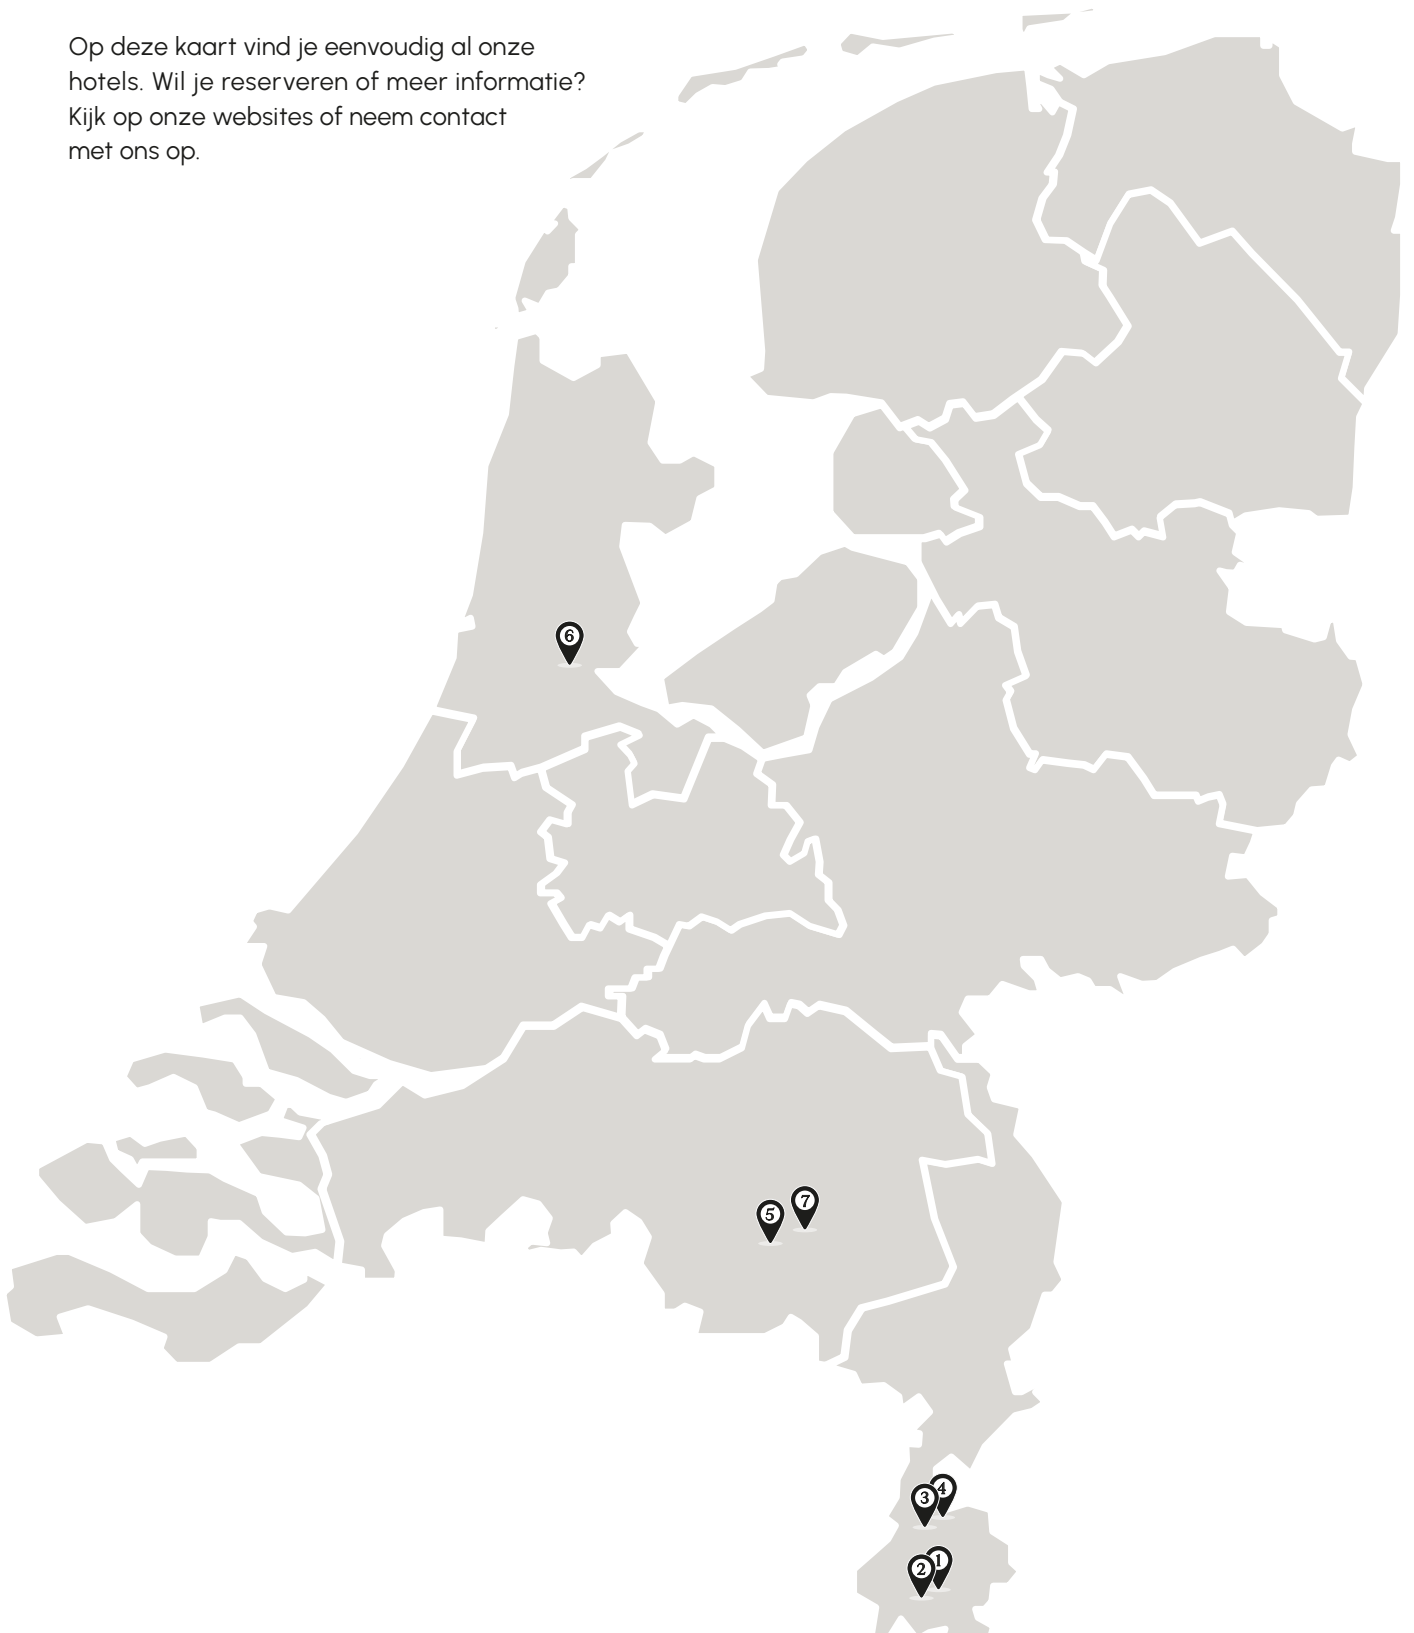 Op deze kaart vind je eenvoudig al onze
hotels. Wil je reserveren of meer informatie?
Kijk op onze websites of neem contact
met ons op.
6
7
5
4
3
1
2